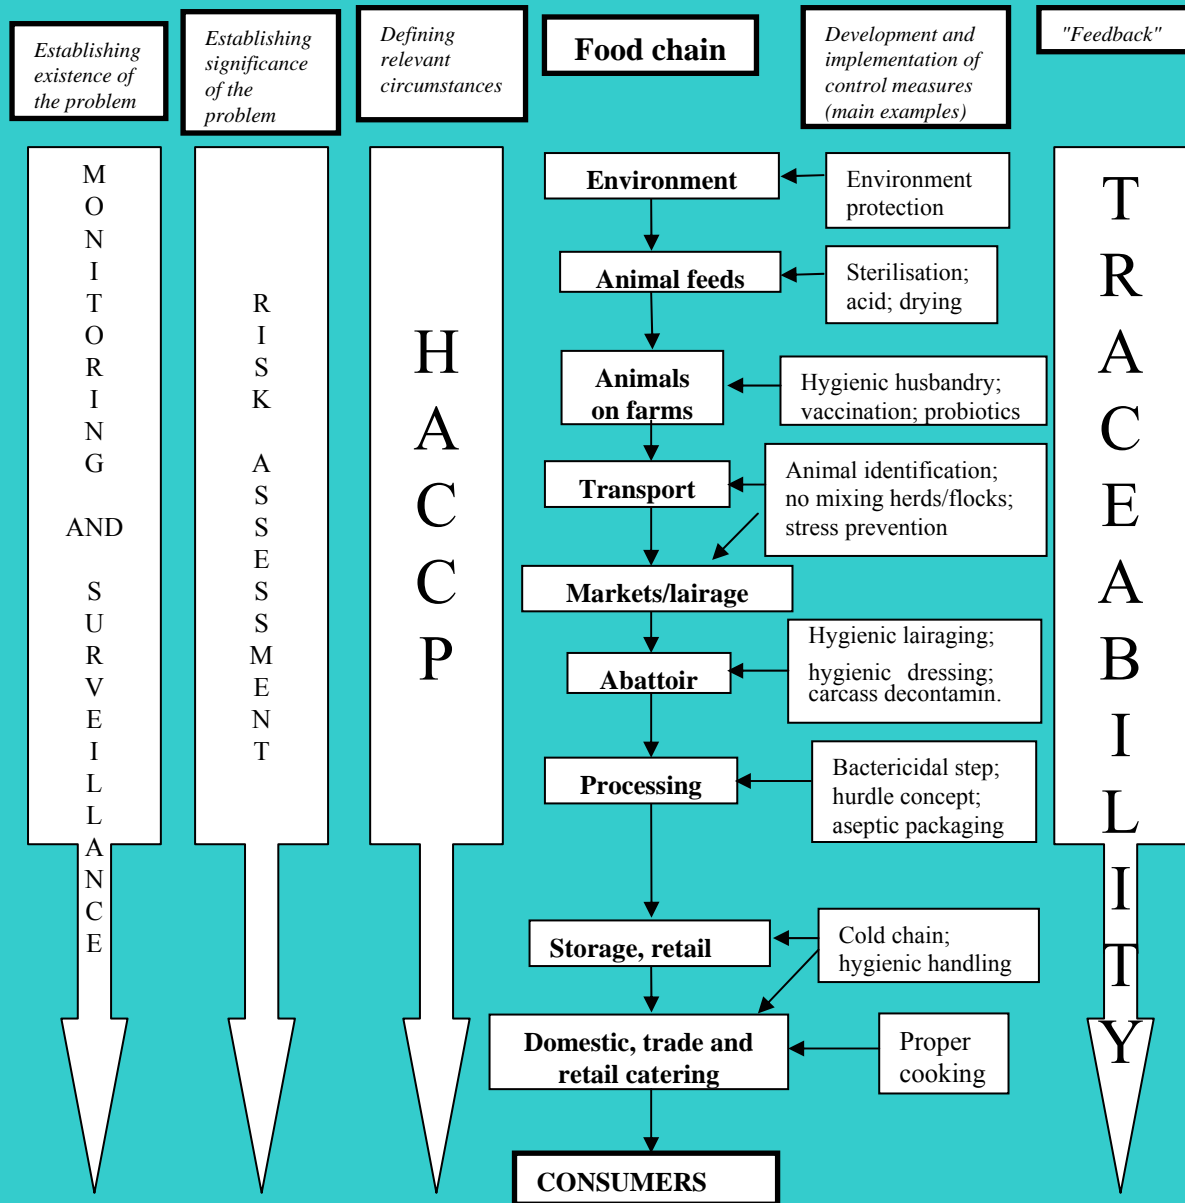 Establishing
existence of
the problem
Establishing
significance
of the
problem
Defining
relevant
circumstances
Food chain
Development and
implementation of
control measures
(main examples)
"Feedback"
MONITORING
AND
SURVEILLANCE
RISK
ASSESSMENT
HACCP
Environment
Environment
protection
Animal feeds
Sterilisation;
acid; drying
Animals
on farms
Hygienic husbandry;
vaccination; probiotics
Transport
Animal identification;
no mixing herds/flocks;
stress prevention
Markets/lairage
Abattoir
Hygienic lairaging;
hygienic dressing;
carcass decontamin.
Processing
Bactericidal step;
hurdle concept;
aseptic packaging
Storage, retail
Cold chain;
hygienic handling
Domestic, trade and
retail catering
Proper
cooking
CONSUMERS
TRACEABILITY